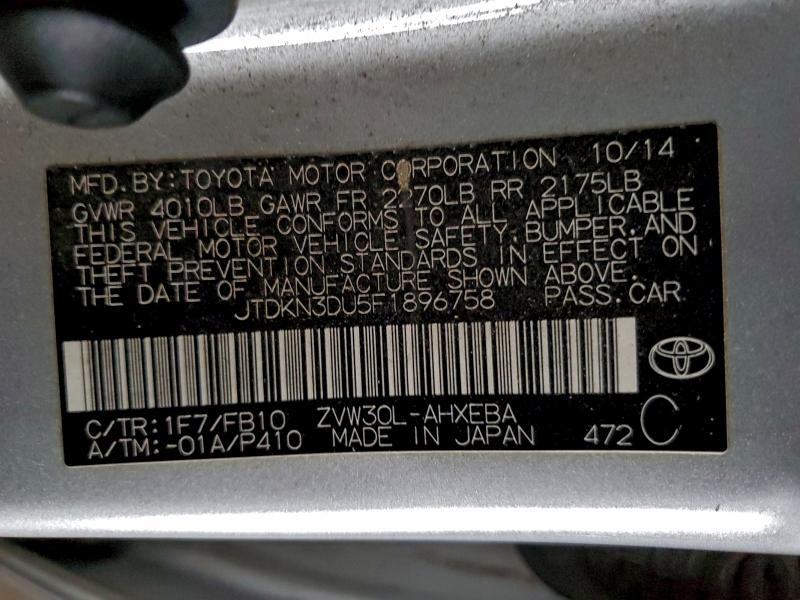 MFD. BY: TOYOTA MOTOR CORPORATION 10/14
GVWR 4010LB GAWR FR 2270LB RR 2175LB
THIS VEHICLE CONFORMS TO ALL APPLICABLE
FEDERAL MOTOR VEHICLE SAFETY, BUMPER, AND
THEFT PREVENTION STANDARDS IN EFFECT ON
THE DATE OF MANUFACTURE SHOWN ABOVE.
JTDKN3DU5F1896758 PASS. CAR
C/TR: 1F7/FB10 ZVW30L-AHXEBA
A/TM: -01A/P410 MADE IN JAPAN 472 C